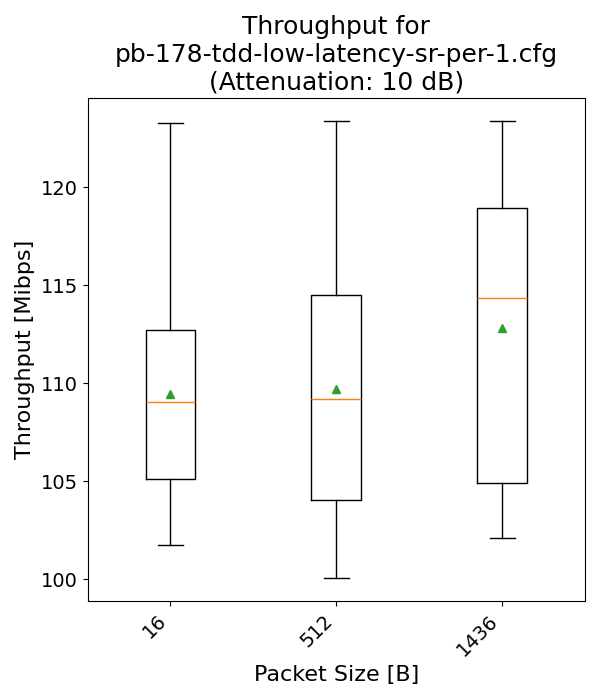 Throughput for
pb-178-tdd-low-latency-sr-per-1.cfg
(Attenuation: 10 dB)
Throughput [Mibps]
120
115
110
105
100
16
512
1436
Packet Size [B]